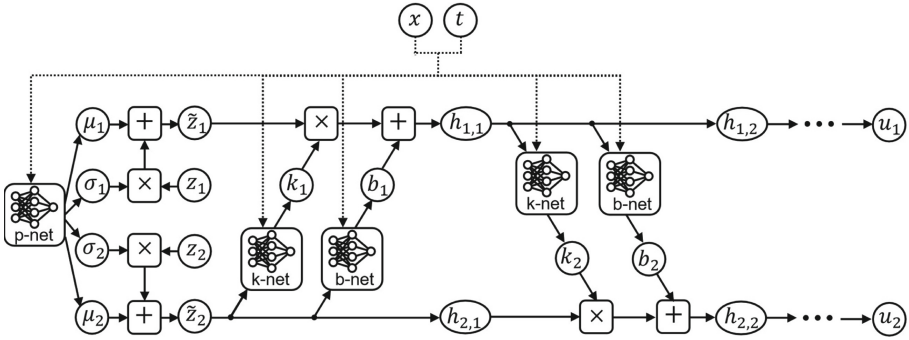 x t
μ₁ + z̃₁ × + h₁,₁ h₁,₂ ••• u₁
σ₁ × z₁ k₁ b₁ k-net b-net
p-net
σ₂ × z₂ k-net b-net k₂ b₂
μ₂ + z̃₂ h₂,₁ × + h₂,₂ ••• u₂